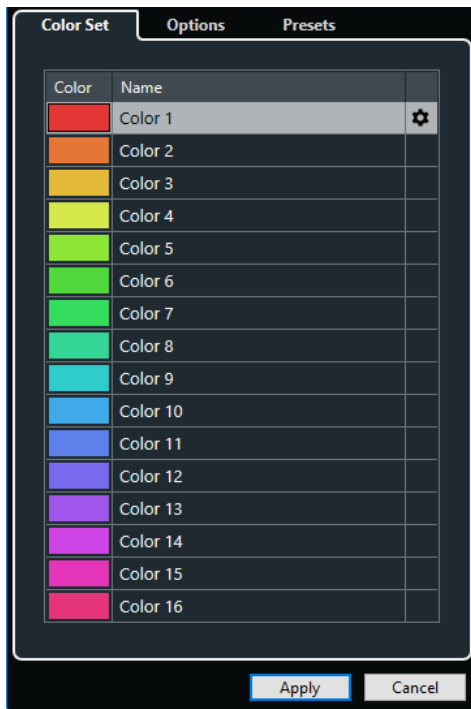 Color Set Options Presets
Color Name
Color 1
Color 2
Color 3
Color 4
Color 5
Color 6
Color 7
Color 8
Color 9
Color 10
Color 11
Color 12
Color 13
Color 14
Color 15
Color 16
Apply Cancel